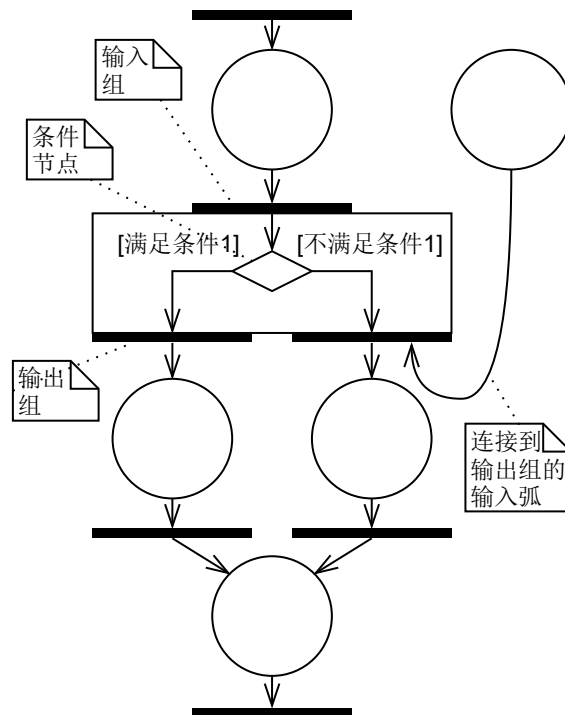 输入
组
条件
节点
[满足条件1]
[不满足条件1]
输出
组
连接到
输出组的
输入弧